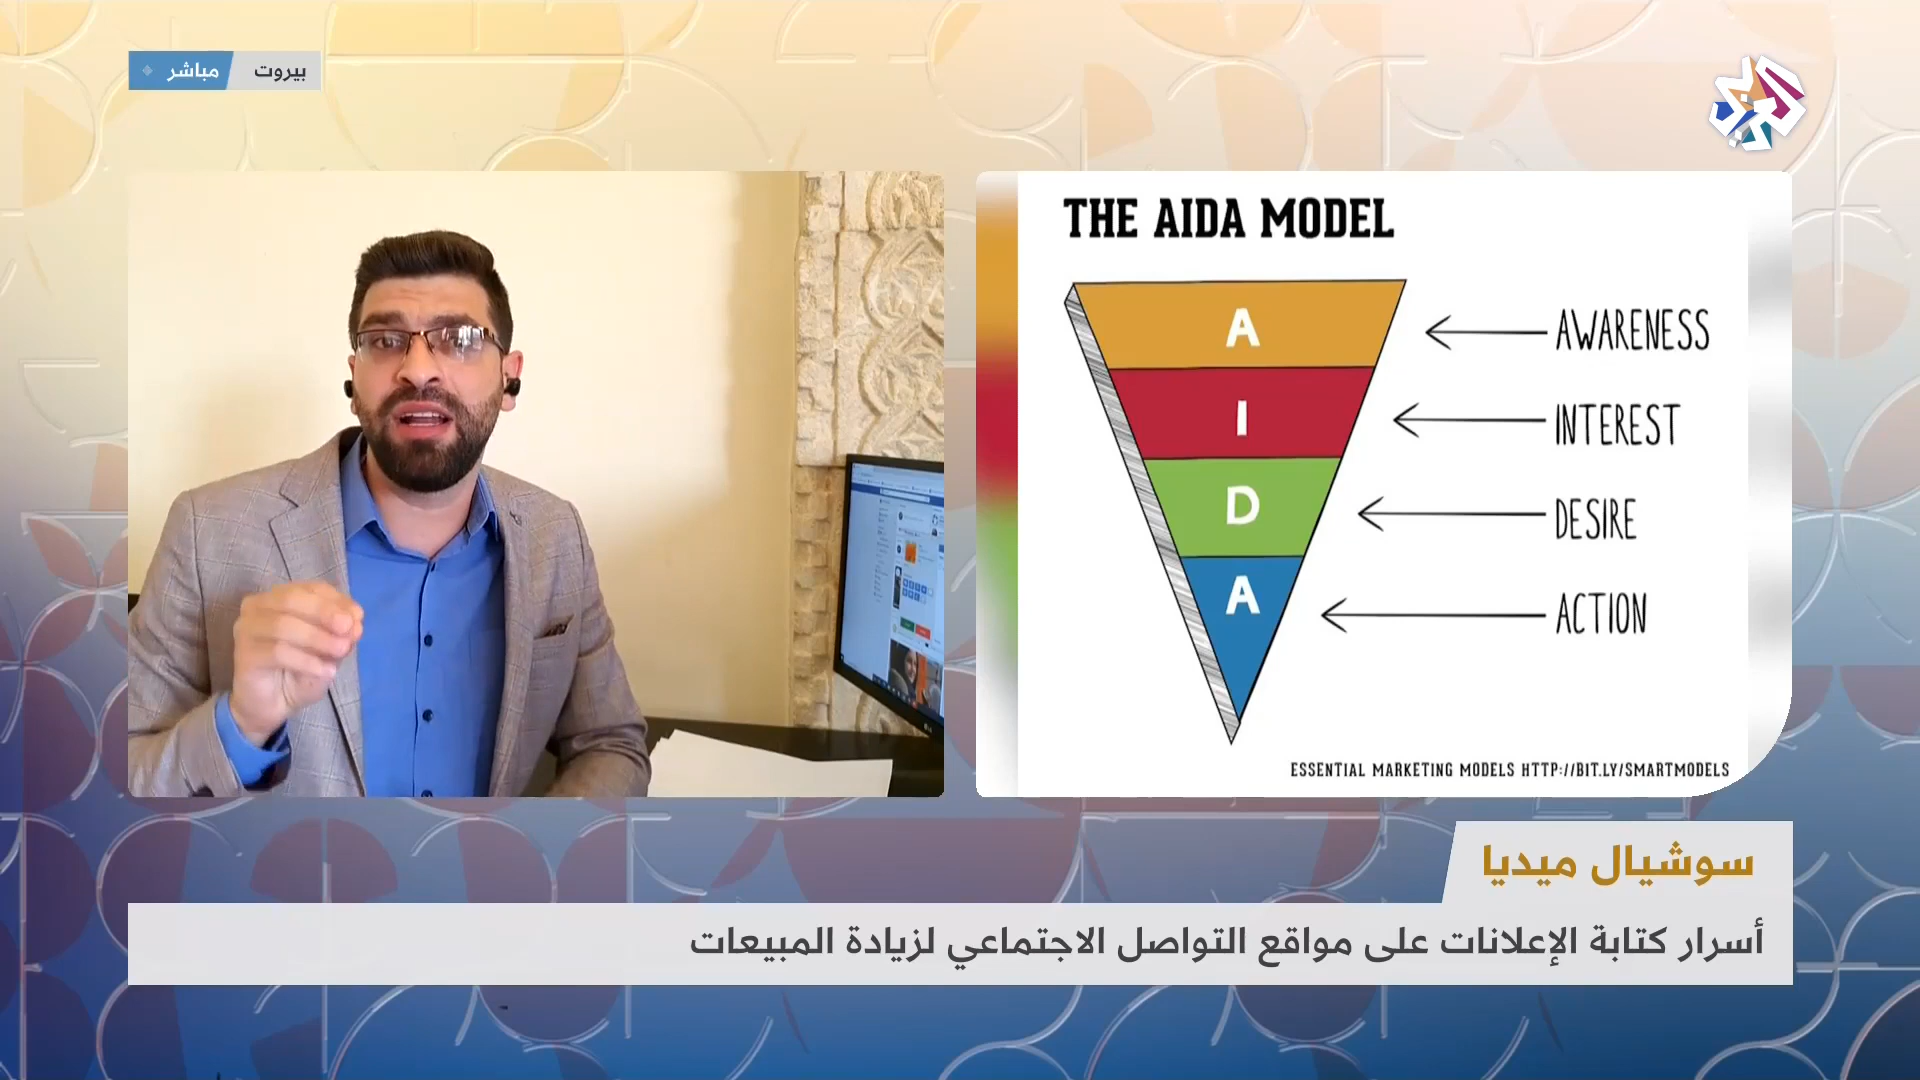 بيروت
مباشر
THE AIDA MODEL
A
AWARENESS
I
INTEREST
D
DESIRE
A
ACTION
ESSENTIAL MARKETING MODELS HTTP://BIT.LY/SMARTMODELS
سوشيال ميديا
أسرار كتابة الإعلانات على مواقع التواصل الاجتماعي لزيادة المبيعات